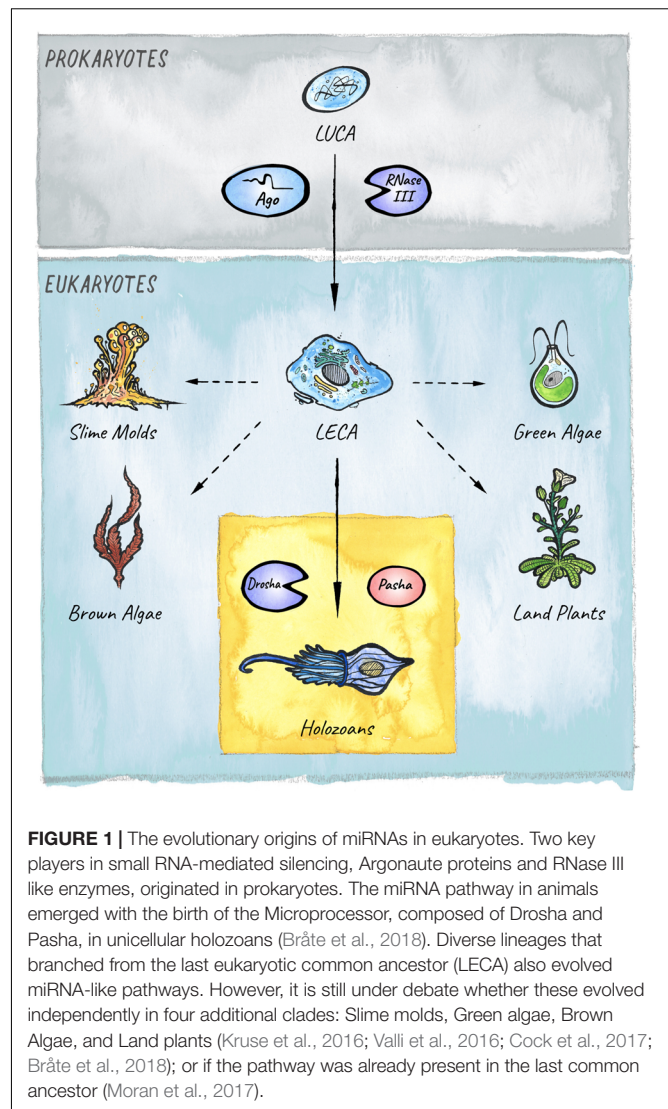 PROKARYOTES
LUCA
Ago
RNase
III
EUKARYOTES
Slime Molds
LECA
Green Algae
Brown Algae
Drosha
Pasha
Land Plants
Holozoans
FIGURE 1 | The evolutionary origins of miRNAs in eukaryotes. Two key
players in small RNA-mediated silencing, Argonaute proteins and RNase III
like enzymes, originated in prokaryotes. The miRNA pathway in animals
emerged with the birth of the Microprocessor, composed of Drosha and
Pasha, in unicellular holozoans (Bråte et al., 2018). Diverse lineages that
branched from the last eukaryotic common ancestor (LECA) also evolved
miRNA-like pathways. However, it is still under debate whether these evolved
independently in four additional clades: Slime molds, Green algae, Brown
Algae, and Land plants (Kruse et al., 2016; Valli et al., 2016; Cock et al., 2017;
Bråte et al., 2018); or if the pathway was already present in the last common
ancestor (Moran et al., 2017).